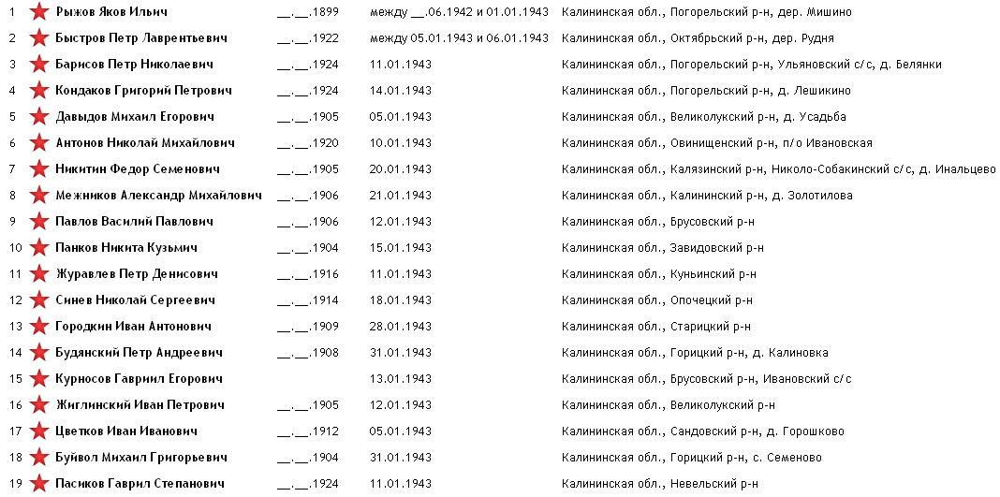 1 Рыжов Яков Ильич __.__.1899 между __.06.1942 и 01.01.1943 Калининская обл., Погорельский р-н, дер. Мишино
2 Быстров Петр Лаврентьевич __.__.1922 между 05.01.1943 и 06.01.1943 Калининская обл., Октябрьский р-н, дер. Рудня
3 Барисов Петр Николаевич __.__.1924 11.01.1943 Калининская обл., Погорельский р-н, Ульяновский с/с, д. Белянки
4 Кондаков Григорий Петрович __.__.1924 14.01.1943 Калининская обл., Погорельский р-н, д. Лешикино
5 Давыдов Михаил Егорович __.__.1905 05.01.1943 Калининская обл., Великолукский р-н, д. Усадьба
6 Антонов Николай Михайлович __.__.1920 10.01.1943 Калининская обл., Овинищенский р-н, п/о Ивановская
7 Никитин Федор Семенович __.__.1905 20.01.1943 Калининская обл., Калязинский р-н, Николо-Собакинский с/с, д. Инальцево
8 Межников Александр Михайлович __.__.1906 21.01.1943 Калининская обл., Калининский р-н, д. Золотилова
9 Павлов Василий Павлович __.__.1906 12.01.1943 Калининская обл., Брусовский р-н
10 Панков Никита Кузьмич __.__.1904 15.01.1943 Калининская обл., Завидовский р-н
11 Журавлев Петр Денисович __.__.1916 11.01.1943 Калининская обл., Куньинский р-н
12 Синев Николай Сергеевич __.__.1914 18.01.1943 Калининская обл., Опочецкий р-н
13 Городкин Иван Антонович __.__.1909 28.01.1943 Калининская обл., Старицкий р-н
14 Будянский Петр Андреевич __.__.1908 31.01.1943 Калининская обл., Горицкий р-н, д. Калиновка
15 Курносов Гавриил Егорович 13.01.1943 Калининская обл., Брусовский р-н, Ивановский с/с
16 Жиглинский Иван Петрович __.__.1905 12.01.1943 Калининская обл., Великолукский р-н
17 Цветков Иван Иванович __.__.1912 05.01.1943 Калининская обл., Сандовский р-н, д. Горошково
18 Буйвол Михаил Григорьевич __.__.1904 31.01.1943 Калининская обл., Горицкий р-н, с. Семеново
19 Пасиков Гаврил Степанович __.__.1924 11.01.1943 Калининская обл., Невельский р-н